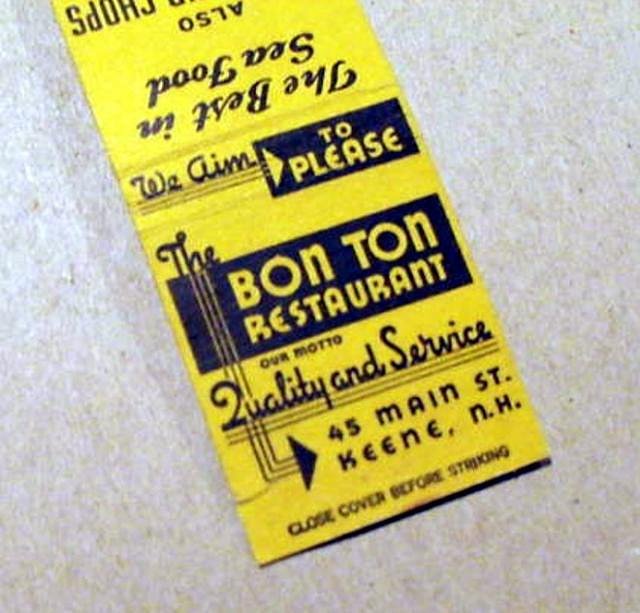 CHOPS
ALSO
Sea Food
The Best in
We Aim TO PLEASE
The
BON TON
RESTAURANT
OUR MOTTO
Quality and Service
45 MAIN ST.
KEENE, N.H.
CLOSE COVER BEFORE STRIKING